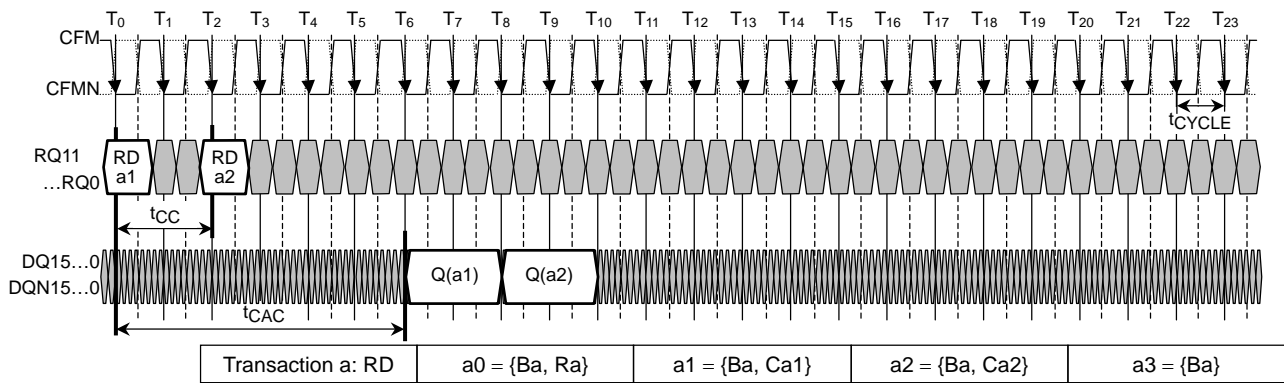 T0 T1 T2 T3 T4 T5 T6 T7 T8 T9 T10 T11 T12 T13 T14 T15 T16 T17 T18 T19 T20 T21 T22 T23
CFM
CFMN
tCYCLE
RQ11
...RQ0
RD
a1
RD
a2
tCC
DQ15...0
DQN15...0
Q(a1)
Q(a2)
tCAC
Transaction a: RD
a0 = {Ba, Ra}
a1 = {Ba, Ca1}
a2 = {Ba, Ca2}
a3 = {Ba}